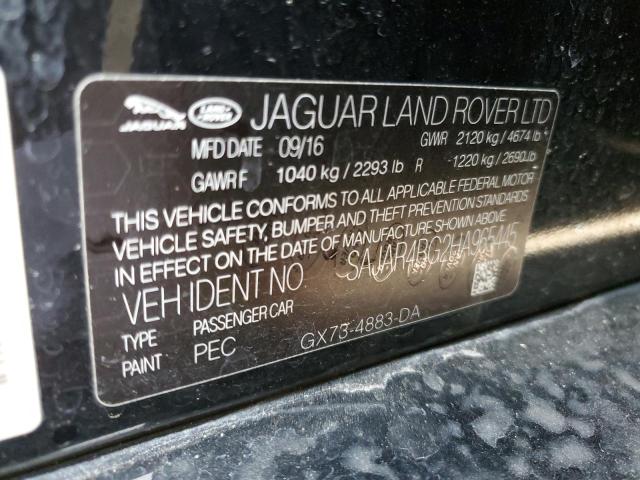 JAGUAR LAND ROVER JAGUAR LAND ROVER LTD
MFD DATE 09/16 GVWR 2120 kg / 4674 lb
GAWR F 1040 kg / 2293 lb R 1220 kg / 2690 lb
THIS VEHICLE CONFORMS TO ALL APPLICABLE FEDERAL MOTOR
VEHICLE SAFETY, BUMPER AND THEFT PREVENTION STANDARDS
IN EFFECT ON THE DATE OF MANUFACTURE SHOWN ABOVE
VEH IDENT NO SAJAR4BG2HA965445
TYPE PASSENGER CAR
PAINT PEC GX73-4883-DA